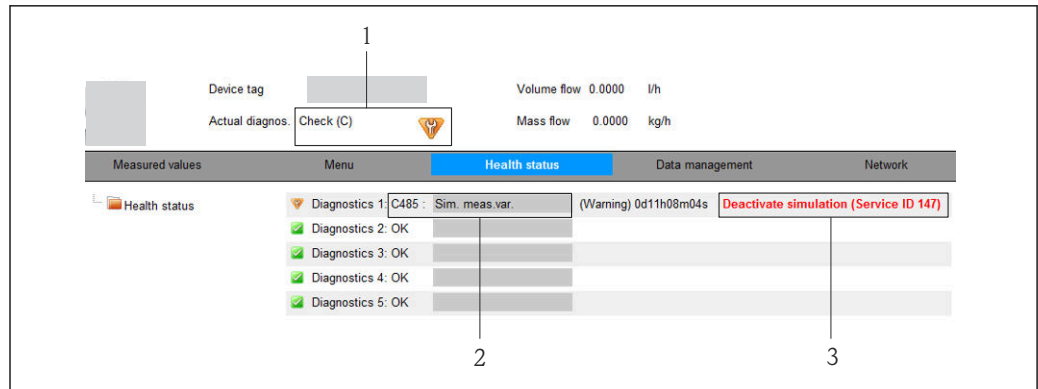 1
Device tag Volume flow 0.0000 l/h
Actual diagnos. Check (C) Mass flow 0.0000 kg/h
Measured values Menu Health status Data management Network
Health status Diagnostics 1: C485 : Sim. meas.var. (Warning) 0d11h08m04s Deactivate simulation (Service ID 147)
Diagnostics 2: OK
Diagnostics 3: OK
Diagnostics 4: OK
Diagnostics 5: OK
2 3